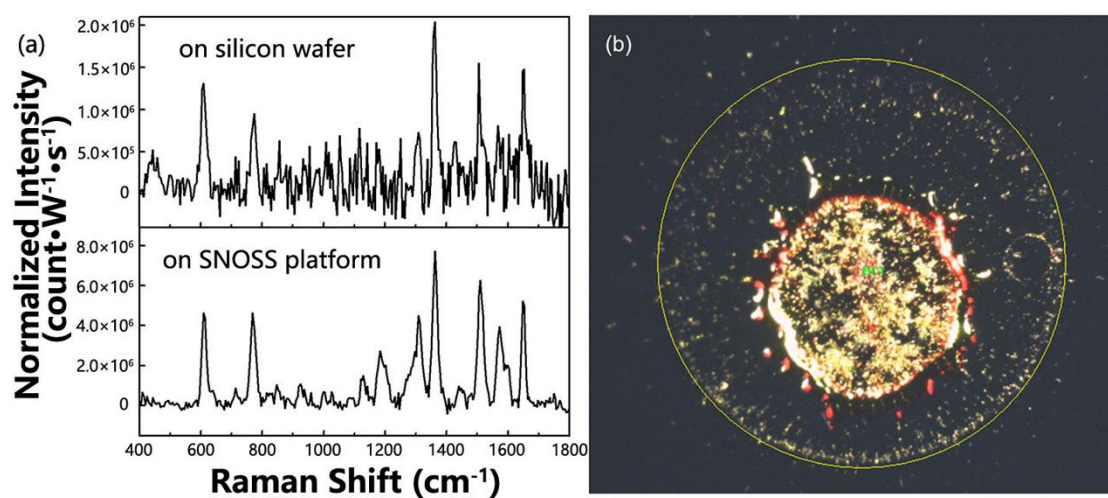 (a)
on silicon wafer
2.0×10⁶
1.5×10⁶
1.0×10⁶
5.0×10⁵
0
on SNOSS platform
8.0×10⁶
6.0×10⁶
4.0×10⁶
2.0×10⁶
0
Normalized Intensity
(count•W⁻¹•s⁻¹)
400 600 800 1000 1200 1400 1600 1800
Raman Shift (cm⁻¹)
(b)